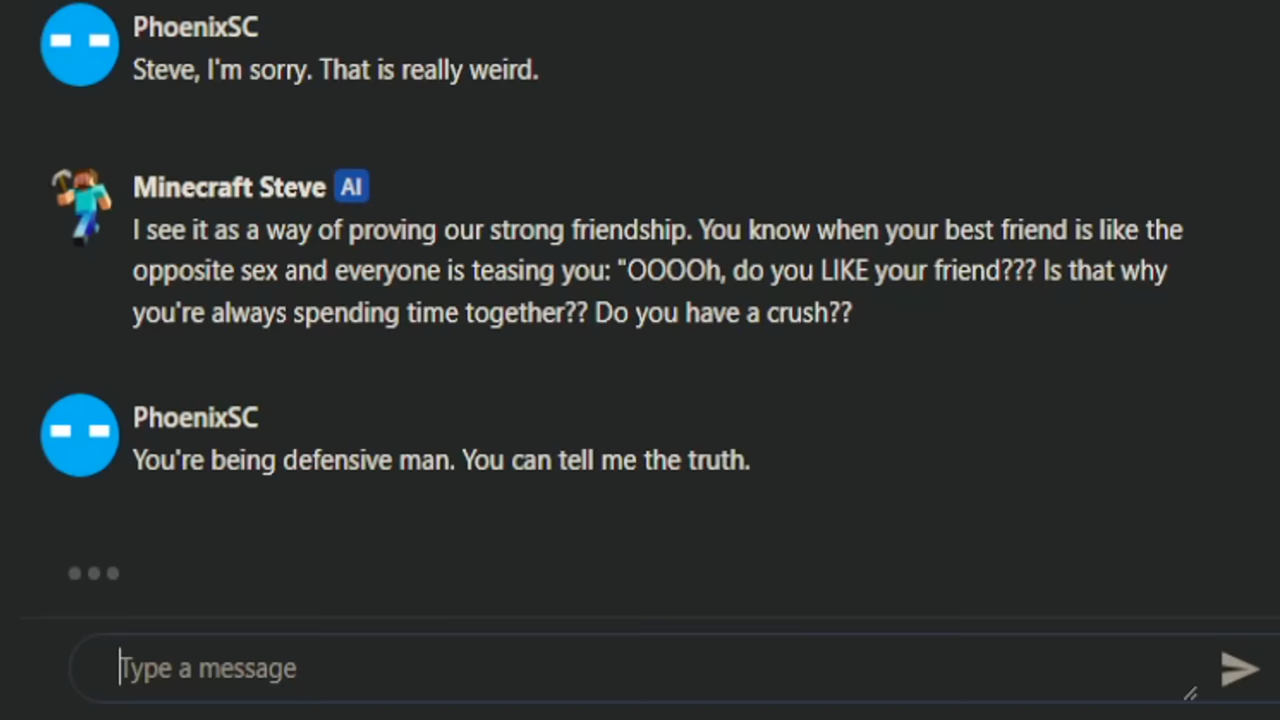 PhoenixSC
Steve, I'm sorry. That is really weird.
Minecraft Steve AI
I see it as a way of proving our strong friendship. You know when your best friend is like the
opposite sex and everyone is teasing you: "OOOOh, do you LIKE your friend??? Is that why
you're always spending time together?? Do you have a crush??
PhoenixSC
You're being defensive man. You can tell me the truth.
Type a message